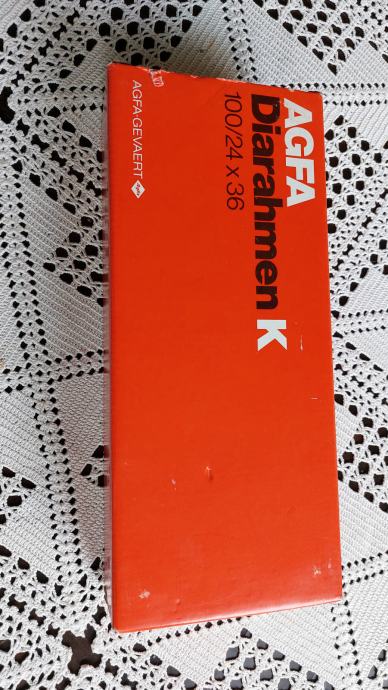 AGFA
Diarahmen K
100/24 x 36
AGFA-GEVAERT